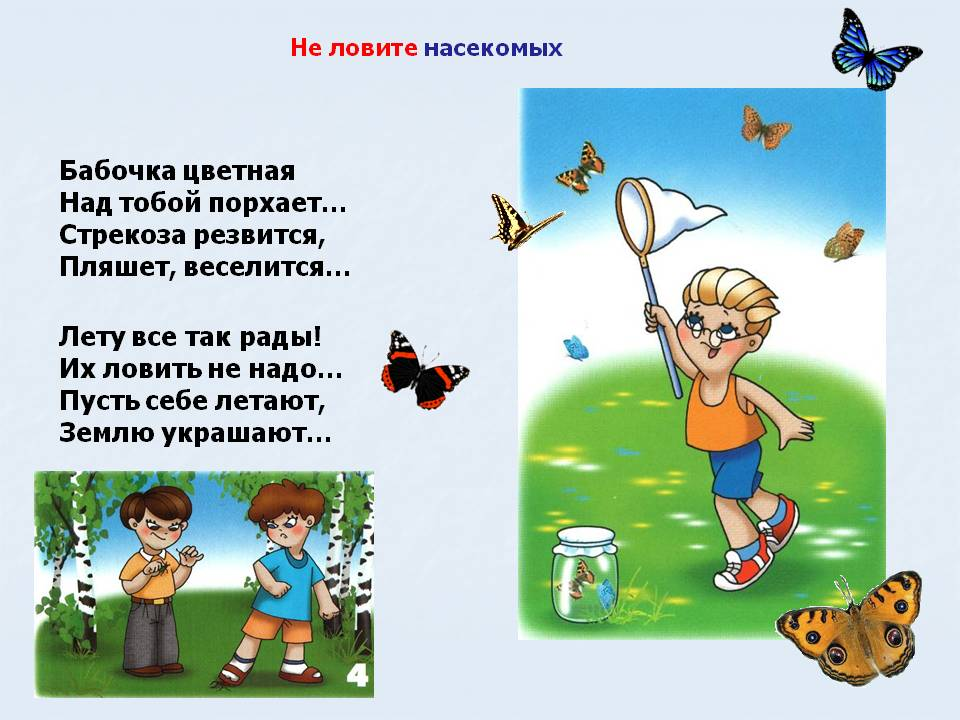 Не ловите насекомых
Бабочка цветная
Над тобой порхает...
Стрекоза резвится,
Пляшет, веселится...
Лету все так рады!
Их ловить не надо...
Пусть себе летают,
Землю украшают...
4